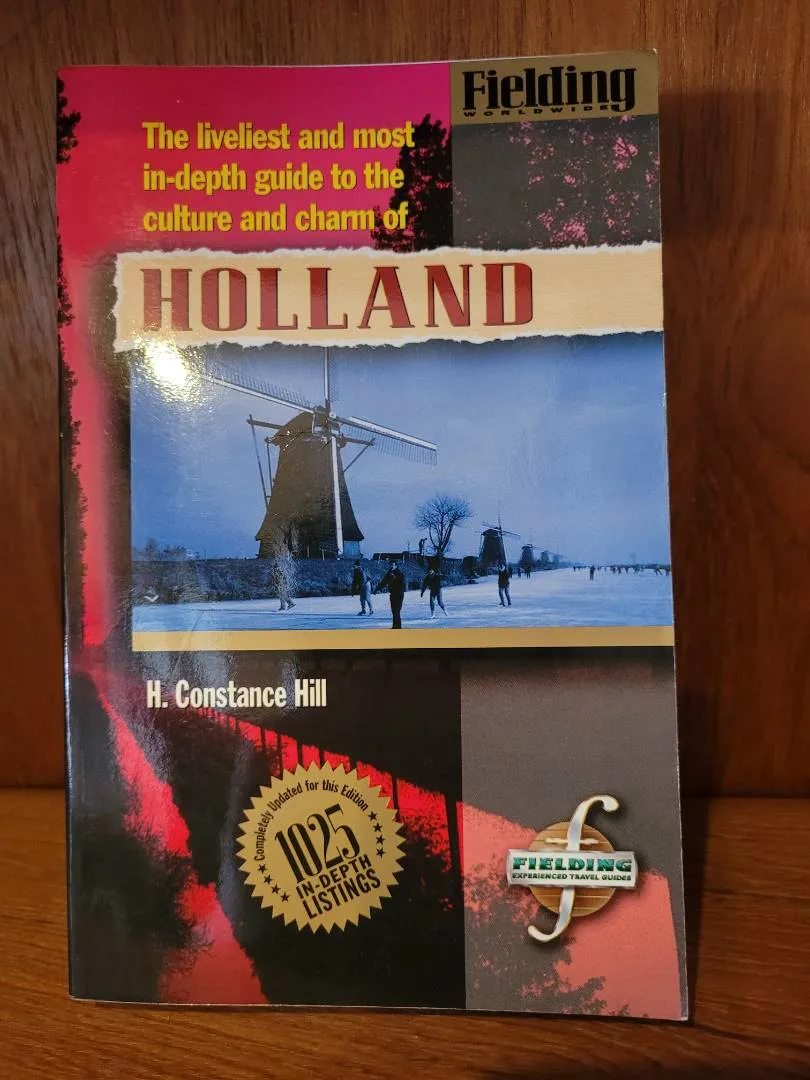 Fielding
WORLDWIDE
The liveliest and most
in-depth guide to the
culture and charm of
HOLLAND
H. Constance Hill
Completely Updated for this Edition
1025
IN-DEPTH
LISTINGS
FIELDING
EXPERIENCED TRAVEL GUIDES